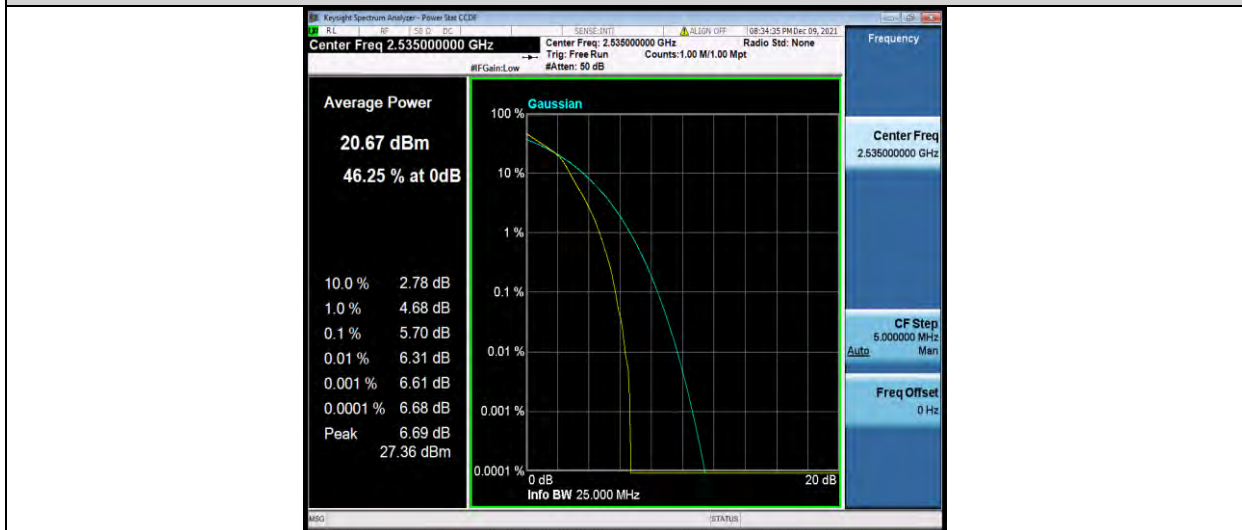 Keysight Spectrum Analyzer - Power Stat CCDF
RL RF 50 Ω DC SENSE:INT ALIGN OFF 08:34:35 PM Dec 09, 2021
Center Freq 2.535000000 GHz
Center Freq: 2.535000000 GHz Radio Std: None
Trig: Free Run Counts:1.00 M/1.00 Mpt
#IFGain:Low #Atten: 50 dB
Frequency
Average Power
20.67 dBm
46.25 % at 0dB
10.0 % 2.78 dB
1.0 % 4.68 dB
0.1 % 5.70 dB
0.01 % 6.31 dB
0.001 % 6.61 dB
0.0001 % 6.68 dB
Peak 6.69 dB
27.36 dBm
Gaussian
100 %
10 %
1 %
0.1 %
0.01 %
0.001 %
0.0001 %
0 dB 20 dB
Info BW 25.000 MHz
Center Freq
2.535000000 GHz
CF Step
5.000000 MHz
Auto Man
Freq Offset
0 Hz
MSG STATUS